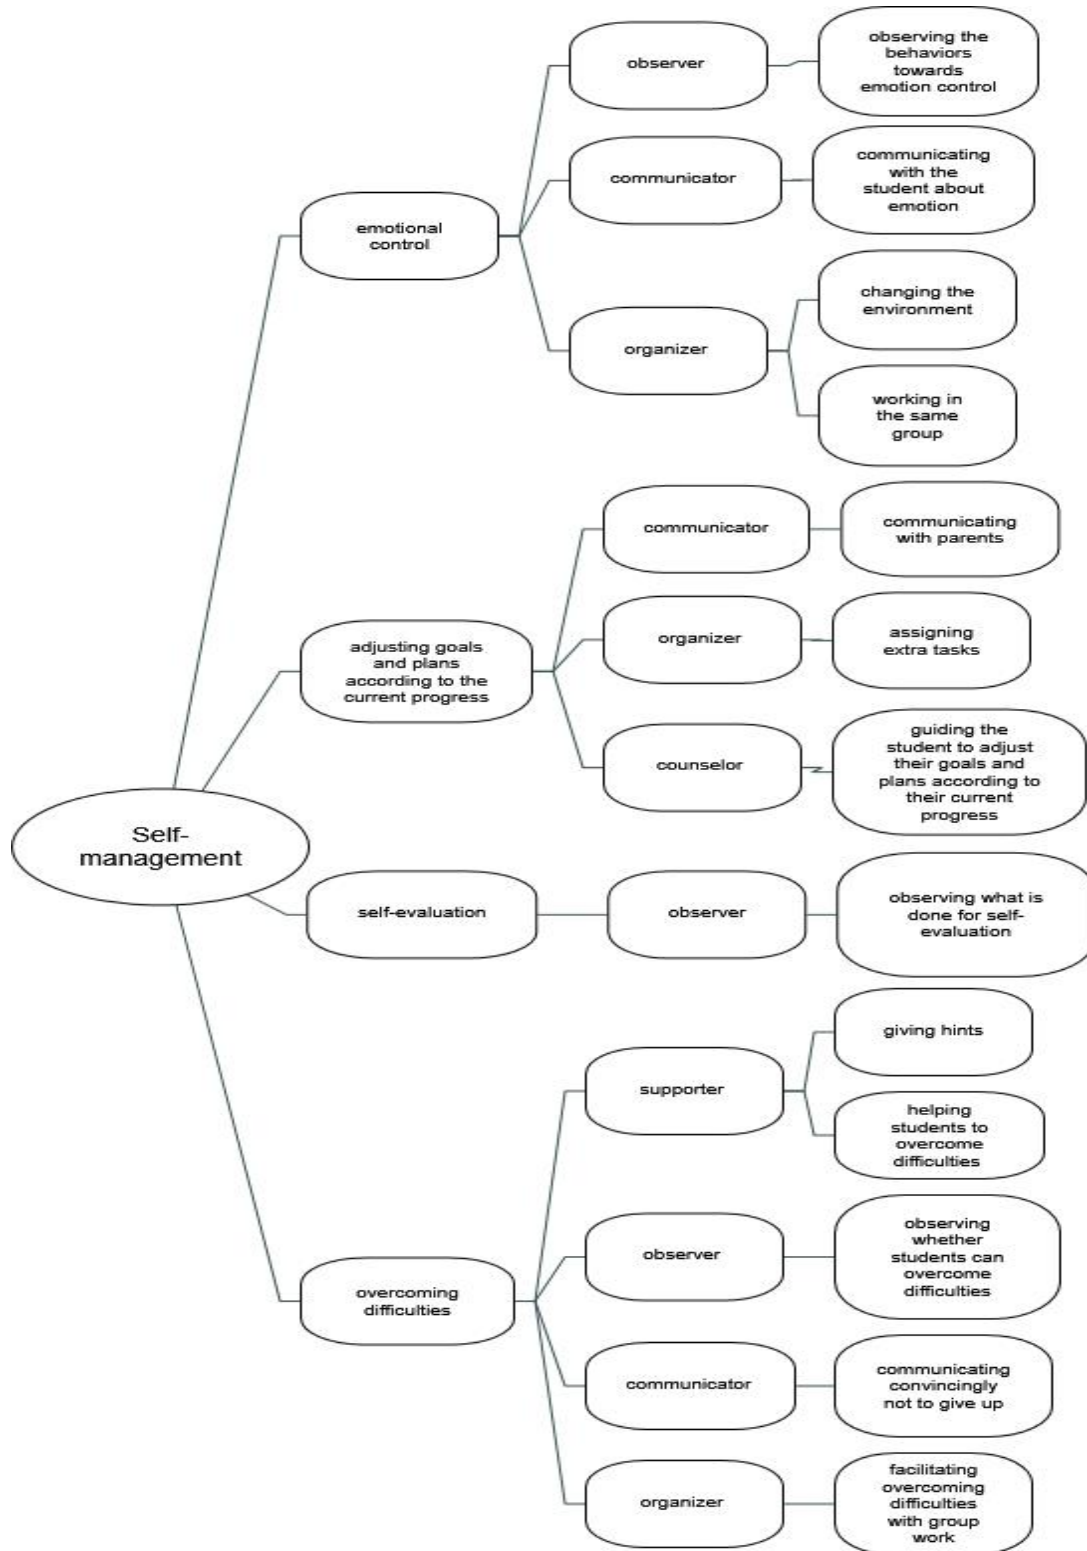 observer
observing the
behaviors
towards
emotion control
communicator
communicating
with the
student about
emotion
emotional
control
organizer
changing the
environment
working in
the same
group
communicator
communicating
with parents
adjusting goals
and plans
according to the
current progress
organizer
assigning
extra tasks
counselor
guiding the
student to adjust
their goals and
plans according to
their current
progress
Self-
management
self-evaluation
observer
observing what is
done for self-
evaluation
supporter
giving hints
helping
students to
overcome
difficulties
overcoming
difficulties
observer
observing
whether
students can
overcome
difficulties
communicator
communicating
convincingly
not to give up
organizer
facilitating
overcoming
difficulties
with group
work